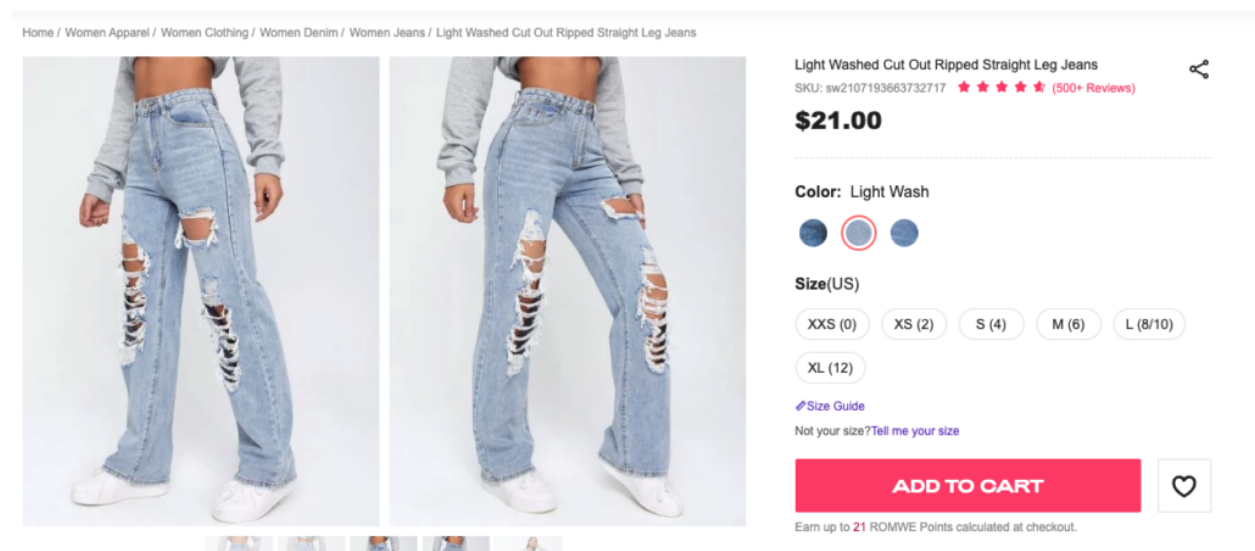 Home / Women Apparel / Women Clothing / Women Denim / Women Jeans / Light Washed Cut Out Ripped Straight Leg Jeans
Light Washed Cut Out Ripped Straight Leg Jeans
SKU: sw2107193663732717 (500+ Reviews)
$21.00
Color: Light Wash
Size(US)
XXS (0) XS (2) S (4) M (6) L (8/10)
XL (12)
Size Guide
Not your size?Tell me your size
ADD TO CART
Earn up to 21 ROMWE Points calculated at checkout.